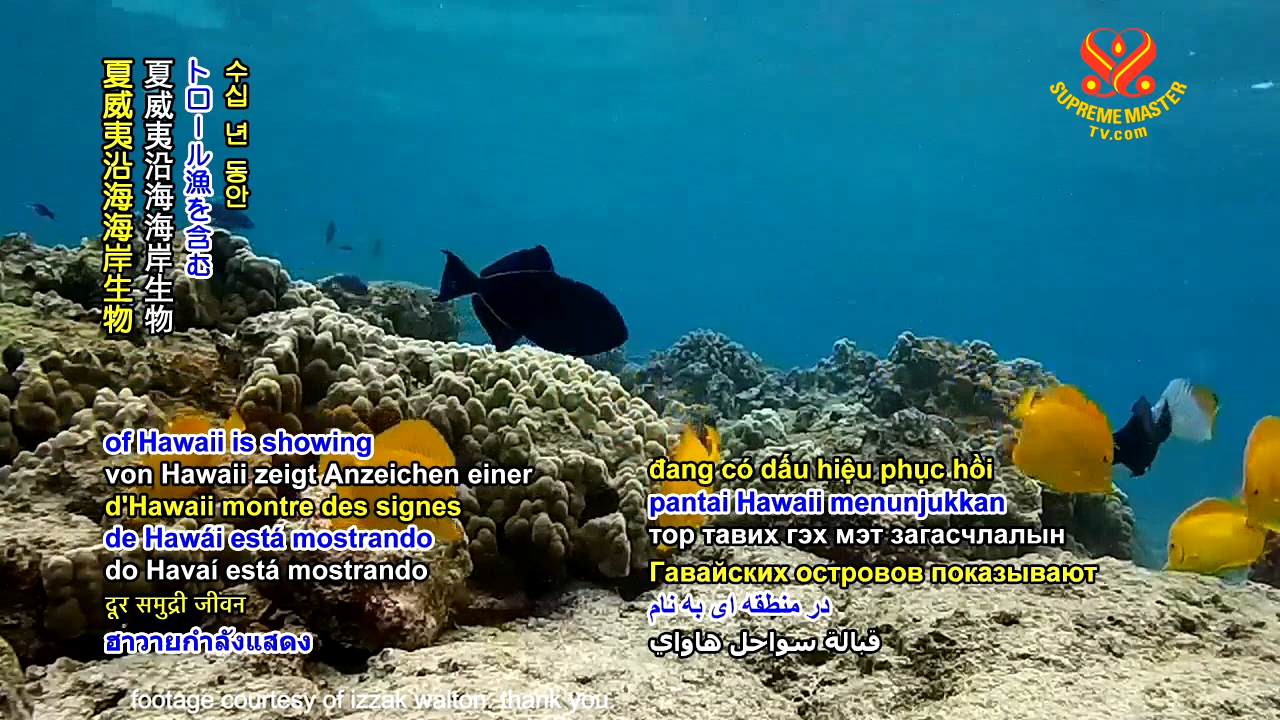 夏威夷沿海海岸生物
夏威夷沿海海岸生物
トロール漁を含む
수십 년 동안
SUPREME MASTER
TV.com
of Hawaii is showing
von Hawaii zeigt Anzeichen einer
d'Hawaii montre des signes
de Hawái está mostrando
do Havaí está mostrando
दूर समुद्री जीवन
ฮาวายกำลังแสดง
đang có dấu hiệu phục hồi
pantai Hawaii menunjukkan
тор тавих гэх мэт загасчлалын
Гавайских островов показывают
در منطقه ای به نام
قبالة سواحل هاواي
footage courtesy of izzak walton. thank you.